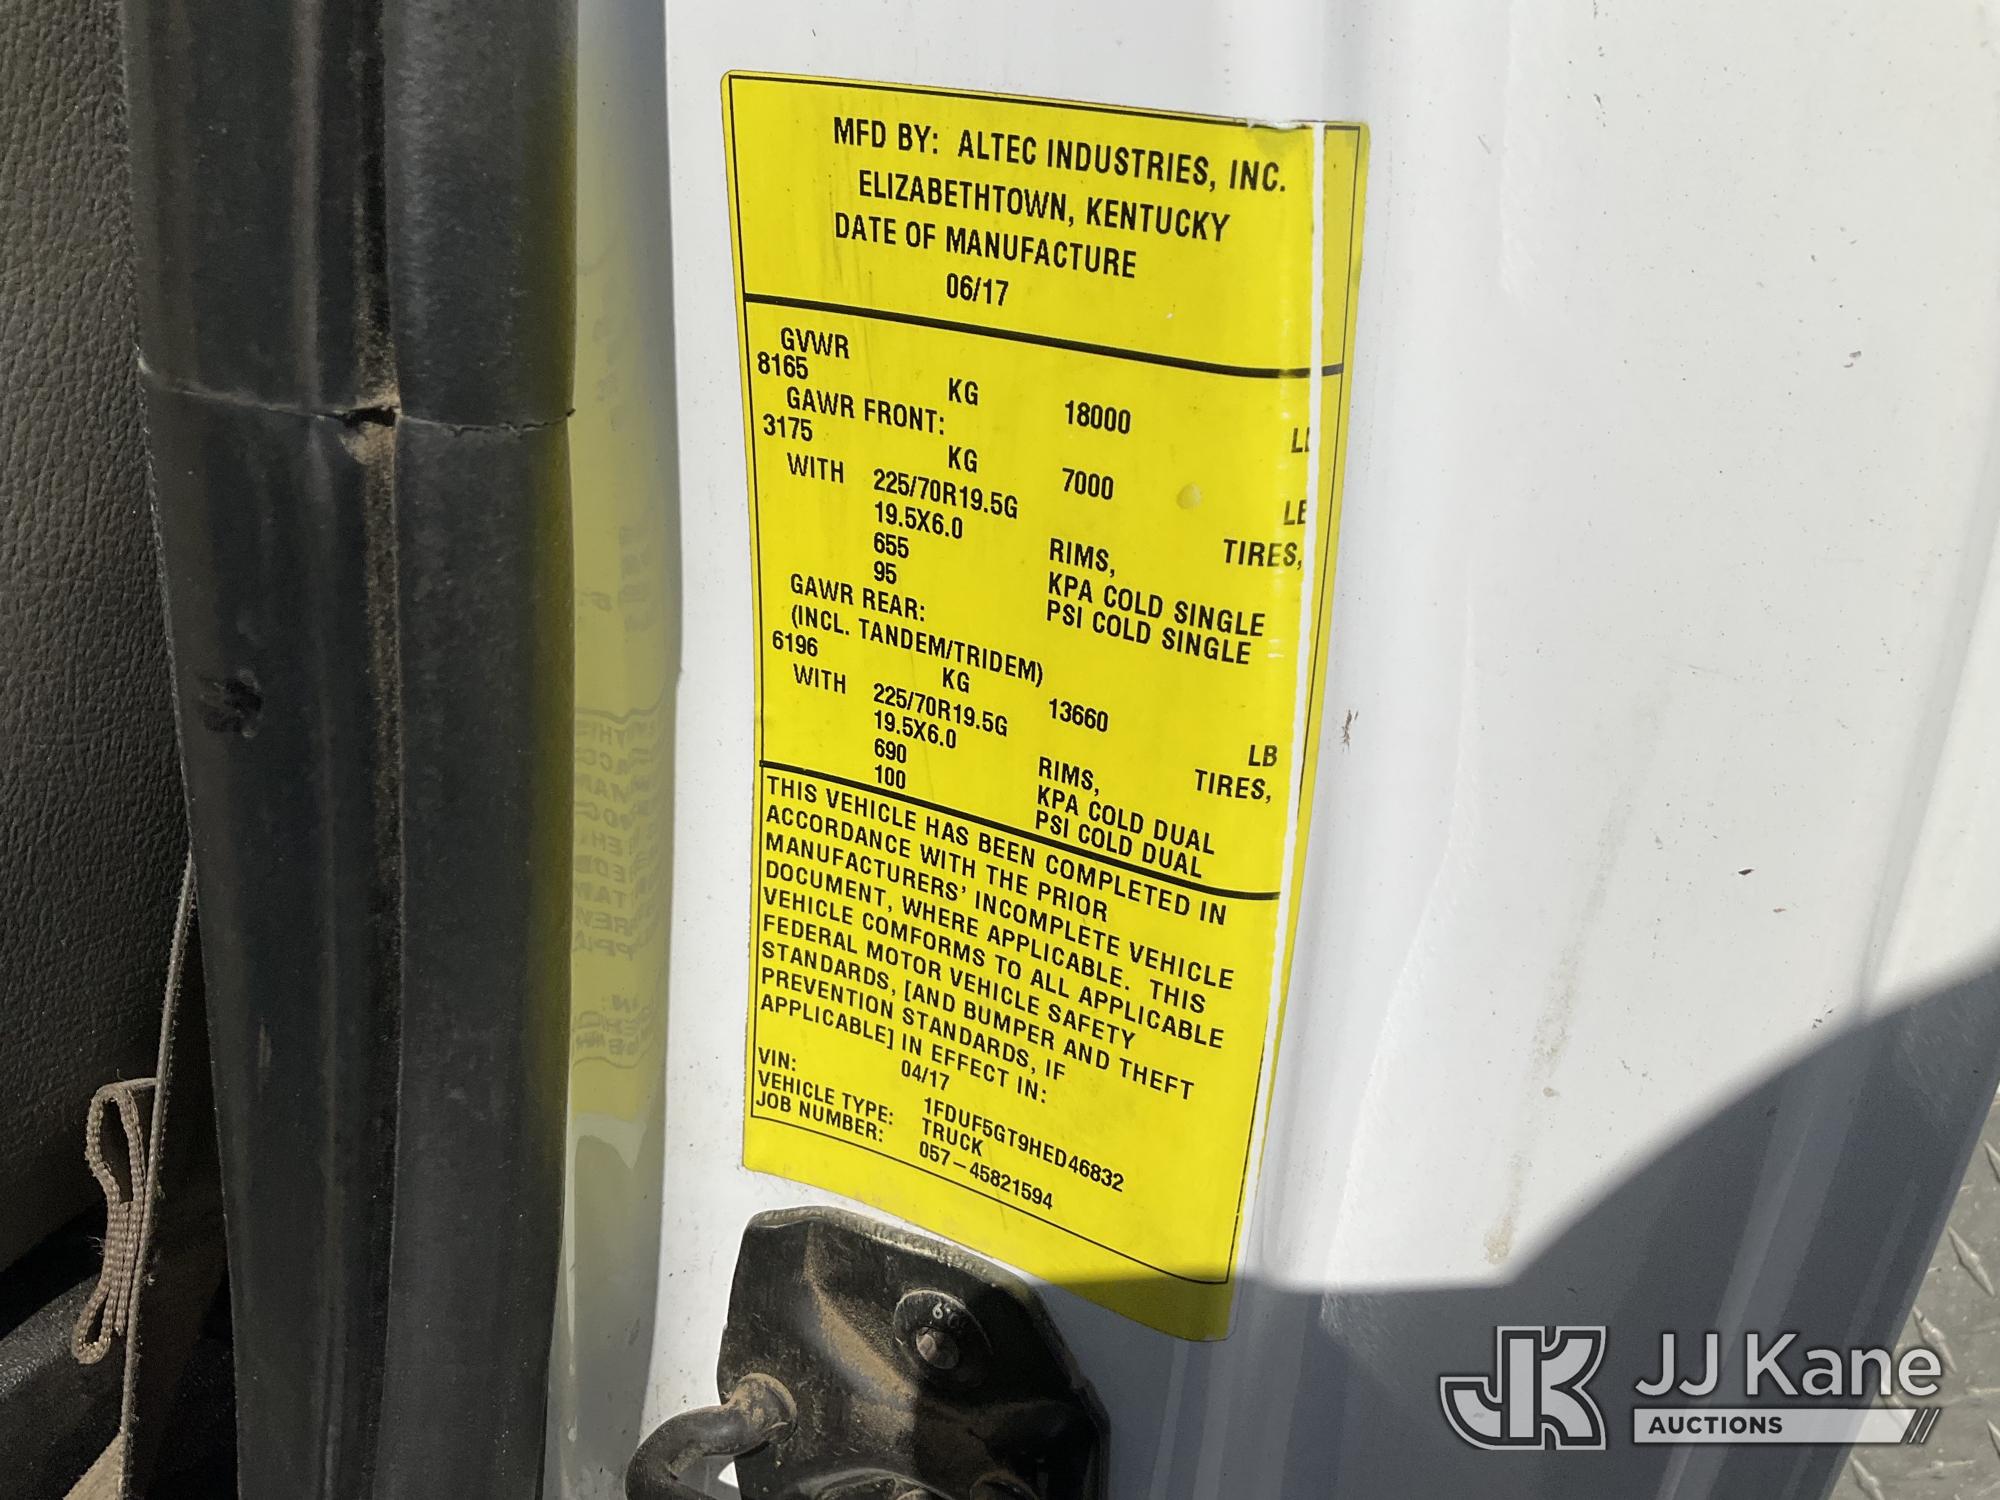 MFD BY: ALTEC INDUSTRIES, INC.
ELIZABETHTOWN, KENTUCKY
DATE OF MANUFACTURE
06/17
GVWR
8165 KG 18000
GAWR FRONT:
3175 KG 7000
WITH 225/70R19.5G TIRES,
19.5X6.0 RIMS,
655 KPA COLD SINGLE
95 PSI COLD SINGLE
GAWR REAR:
(INCL. TANDEM/TRIDEM)
6196 KG 13660 LB
WITH 225/70R19.5G TIRES,
19.5X6.0 RIMS,
690 KPA COLD DUAL
100 PSI COLD DUAL
THIS VEHICLE HAS BEEN COMPLETED IN
ACCORDANCE WITH THE PRIOR
MANUFACTURERS' INCOMPLETE VEHICLE
DOCUMENT, WHERE APPLICABLE. THIS
VEHICLE COMFORMS TO ALL APPLICABLE
FEDERAL MOTOR VEHICLE SAFETY
STANDARDS, [AND BUMPER AND THEFT
PREVENTION STANDARDS, IF
APPLICABLE] IN EFFECT IN:
04/17
VIN: 1FDUF5GT9HED46832
VEHICLE TYPE: TRUCK
JOB NUMBER: 057-45821594
JK JJ Kane
AUCTIONS